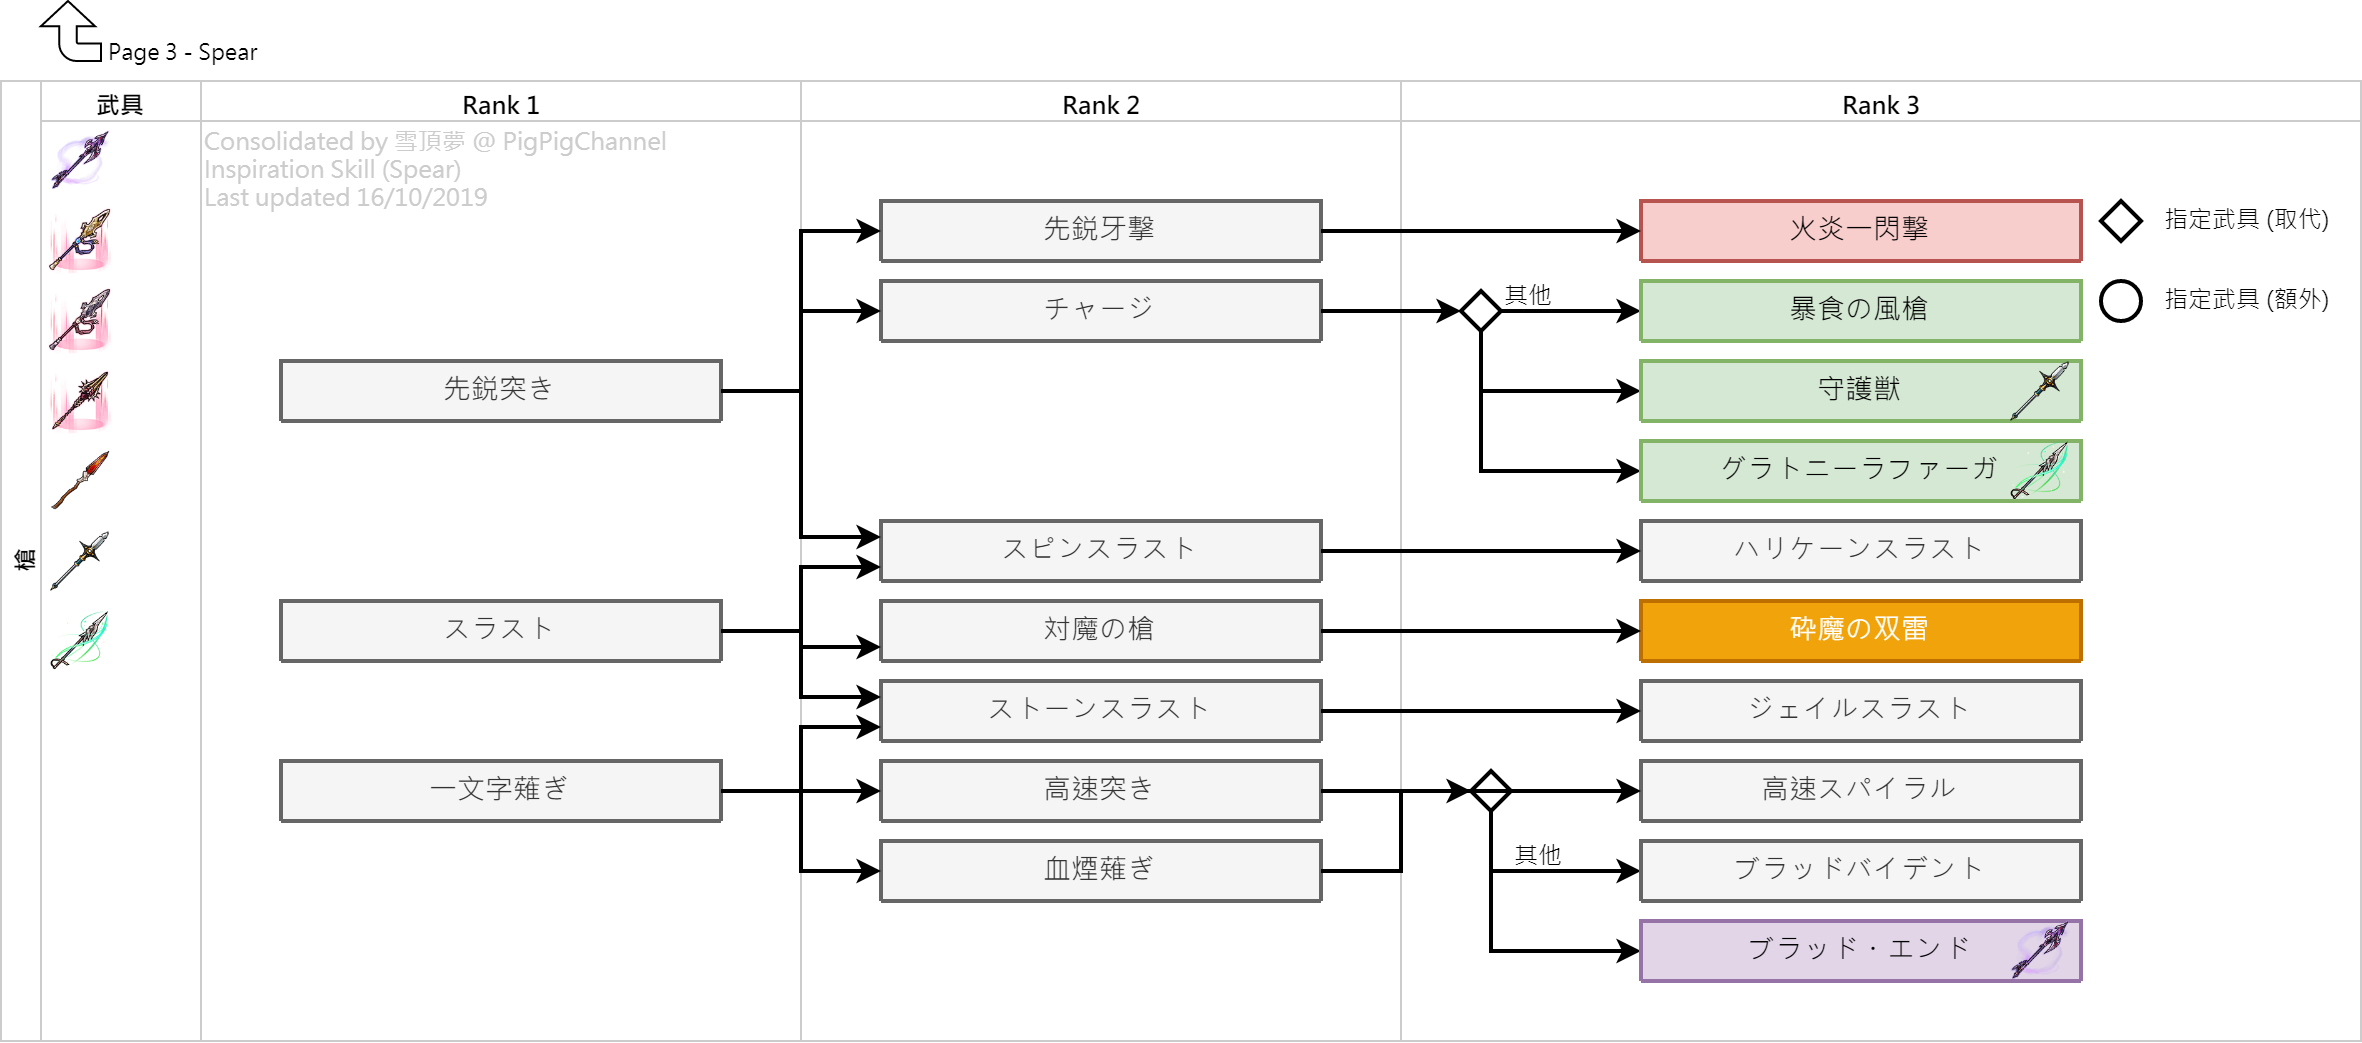 Page 3 - Spear
武具
Rank 1
Rank 2
Rank 3
Consolidated by 雪頂夢 @ PigPigChannel
Inspiration Skill (Spear)
Last updated 16/10/2019
槍
先鋭牙撃
火炎一閃撃
指定武具 (取代)
チャージ
其他
暴食の風槍
指定武具 (額外)
先鋭突き
守護獣
グラトニーラファーガ
スピンスラスト
ハリケーンスラスト
スラスト
対魔の槍
砕魔の双雷
ストーンスラスト
ジェイルスラスト
一文字薙ぎ
高速突き
高速スパイラル
血煙薙ぎ
其他
ブラッドバイデント
ブラッド・エンド